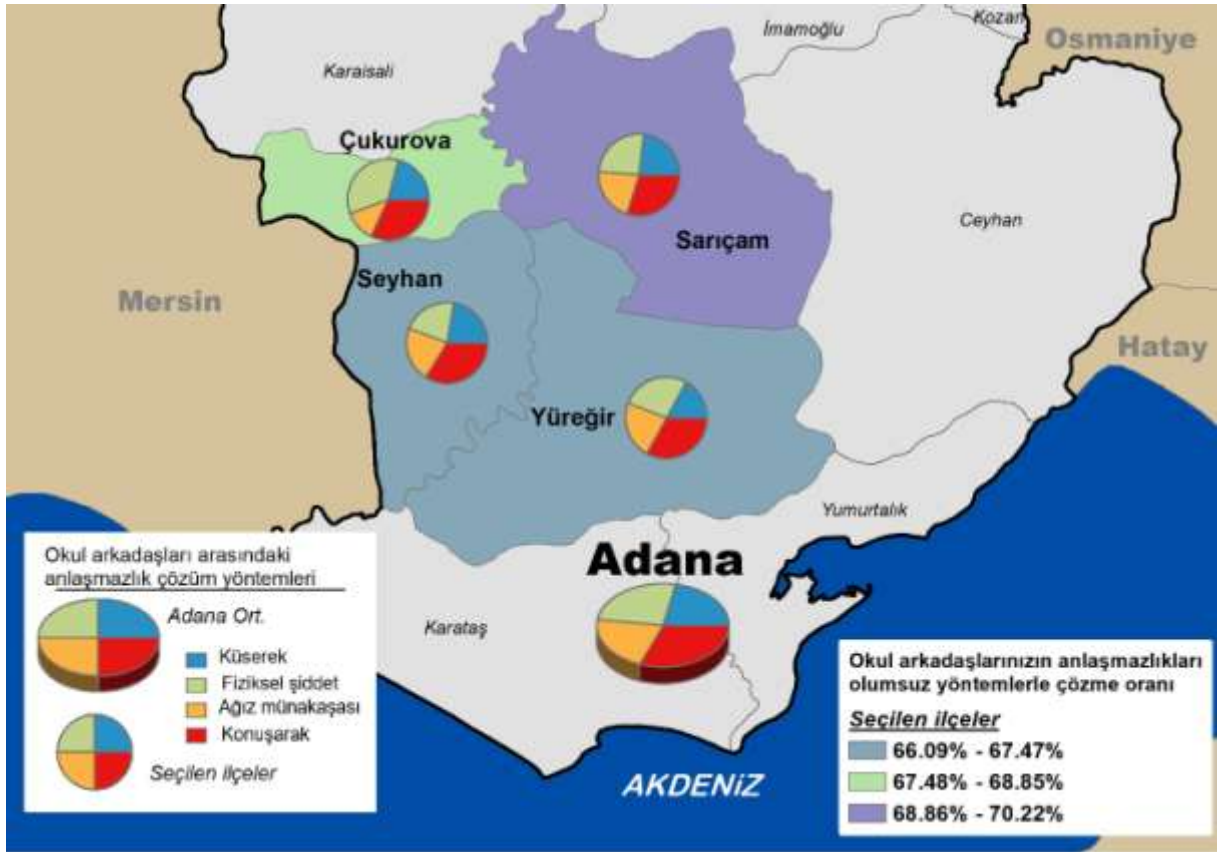 İmamoğlu
Kozan
Osmaniye
Karaisali
Çukurova
Sarıçam
Ceyhan
Seyhan
Mersin
Hatay
Yüreğir
Yumurtalık
Adana
Karataş
AKDENİZ
Okul arkadaşları arasındaki
anlaşmazlık çözüm yöntemleri
Adana Ort.
Küserek
Fiziksel şiddet
Ağız münakaşası
Konuşarak
Seçilen ilçeler
Okul arkadaşlarınızın anlaşmazlıkları
olumsuz yöntemlerle çözme oranı
Seçilen ilçeler
66.09% - 67.47%
67.48% - 68.85%
68.86% - 70.22%